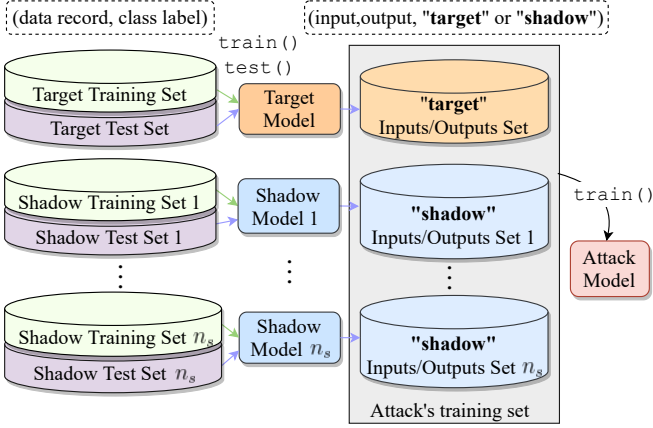 (data record, class label)
(input,output, "target" or "shadow")
train()
test()
Target Training Set
Target Test Set
Target
Model
"target"
Inputs/Outputs Set
Shadow Training Set 1
Shadow Test Set 1
Shadow
Model 1
"shadow"
Inputs/Outputs Set 1
train()
Attack
Model
Shadow Training Set n_s
Shadow Test Set n_s
Shadow
Model n_s
"shadow"
Inputs/Outputs Set n_s
Attack's training set